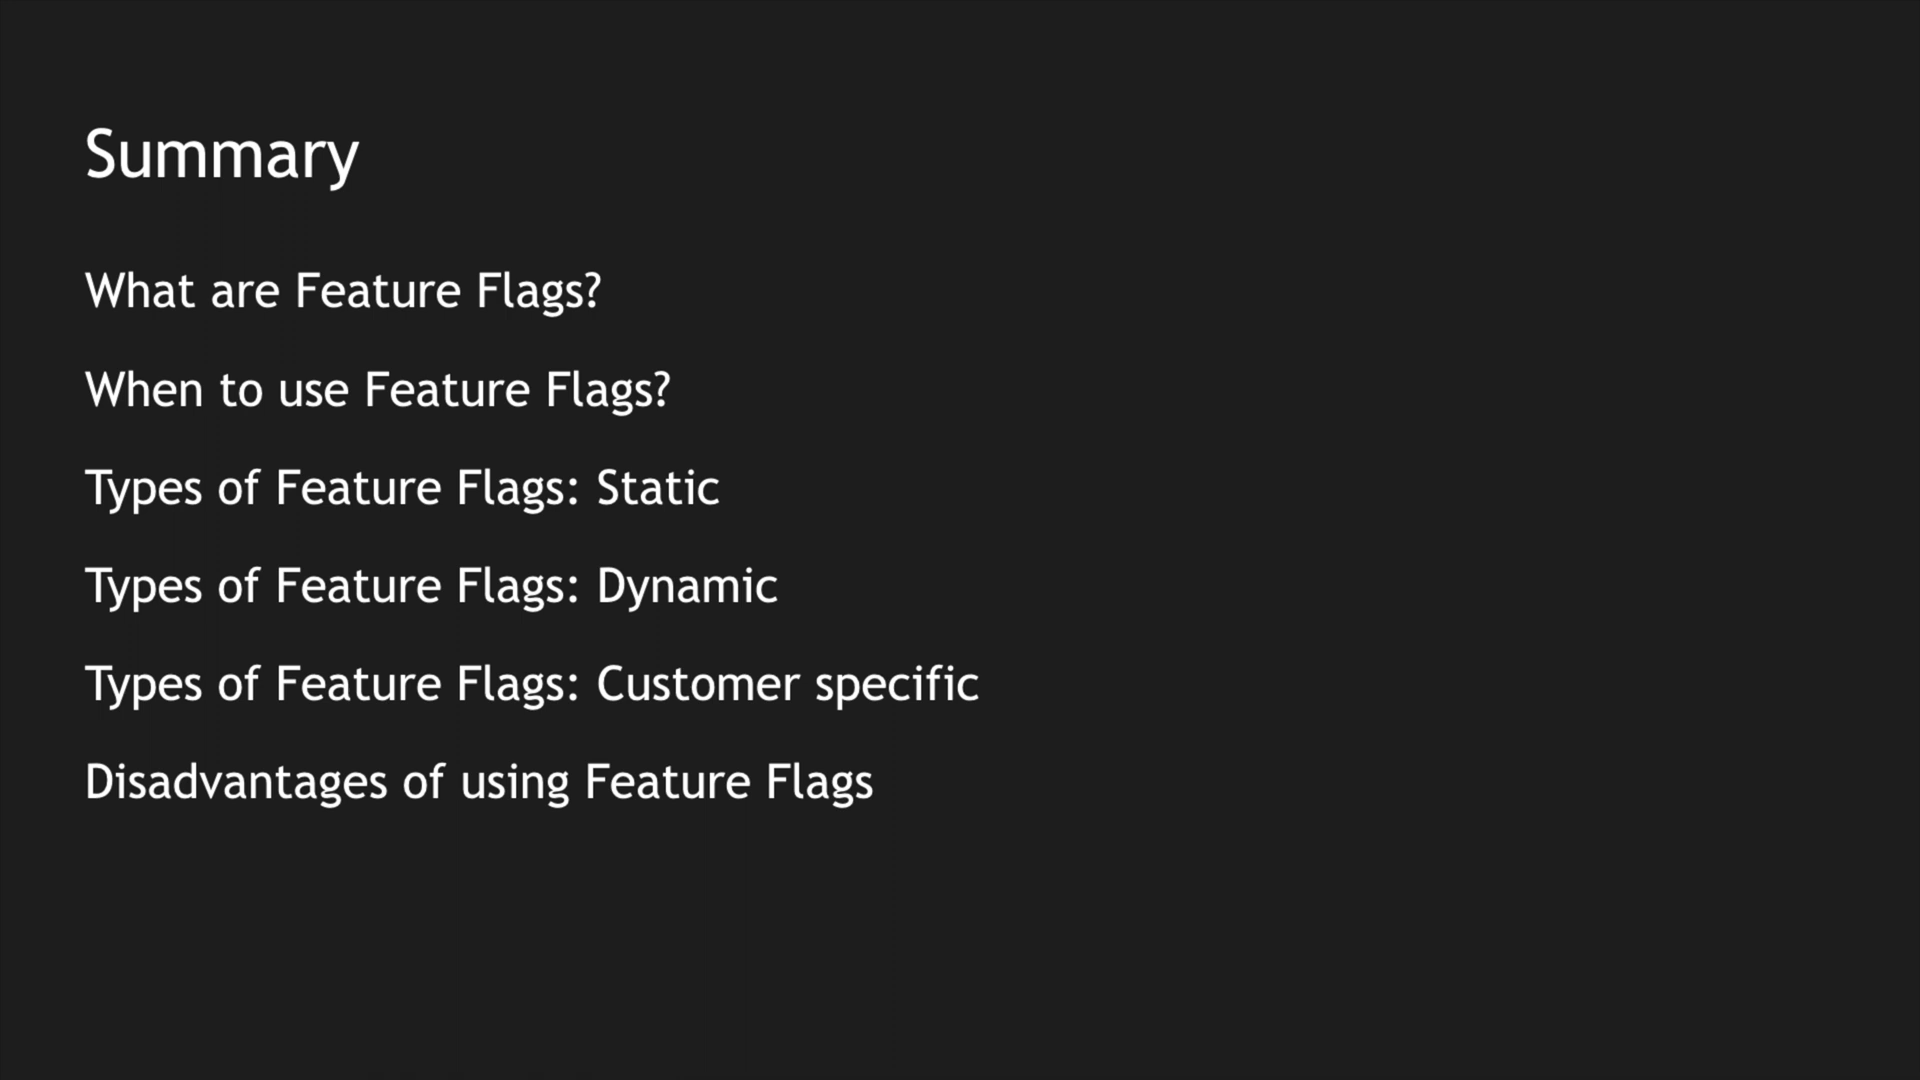 Summary
What are Feature Flags?
When to use Feature Flags?
Types of Feature Flags: Static
Types of Feature Flags: Dynamic
Types of Feature Flags: Customer specific
Disadvantages of using Feature Flags